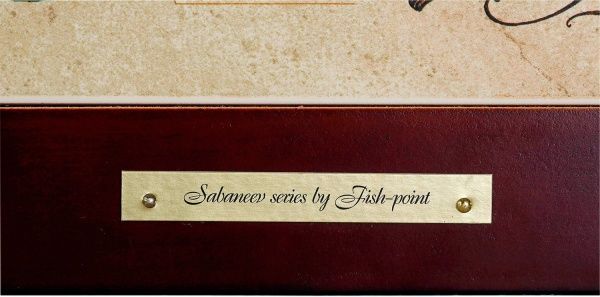 Sabaneev series by Fish-point